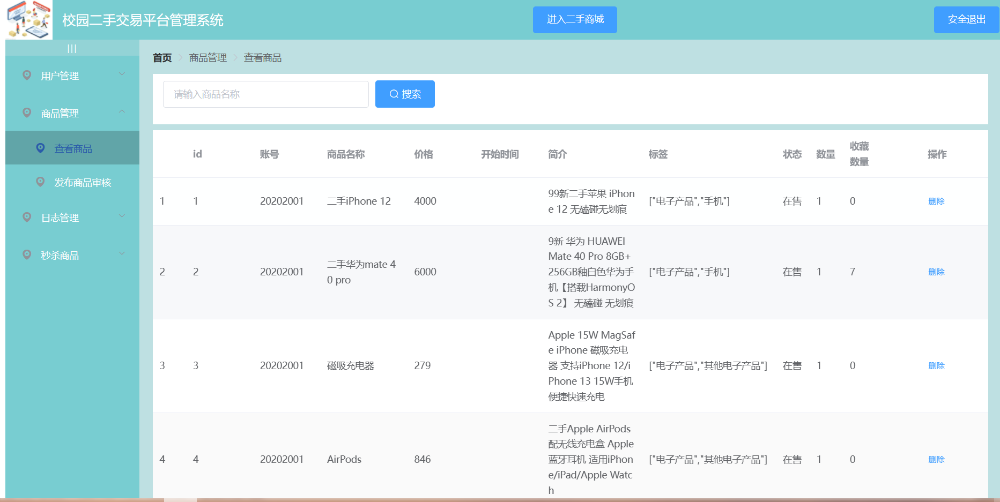 校园二手交易平台管理系统
进入二手商城
安全退出
|||
用户管理
商品管理
查看商品
发布商品审核
日志管理
秒杀商品
首页 > 商品管理 > 查看商品
请输入商品名称
搜索
id 账号 商品名称 价格 开始时间 简介 标签 状态 数量 收藏
数量 操作
1 1 20202001 二手iPhone 12 4000 99新二手苹果 iPhon
e 12 无磕碰无划痕 ["电子产品","手机"] 在售 1 0 删除
2 2 20202001 二手华为mate 4
0 pro 6000 9新 华为 HUAWEI
Mate 40 Pro 8GB+
256GB釉白色华为手
机【搭载HarmonyO
S 2】 无磕碰 无划痕 ["电子产品","手机"] 在售 1 7 删除
3 3 20202001 磁吸充电器 279 Apple 15W MagSaf
e iPhone 磁吸充电
器 支持iPhone 12/i
Phone 13 15W手机
便捷快速充电 ["电子产品","其他电子产品"] 在售 1 0 删除
4 4 20202001 AirPods 846 二手Apple AirPods
配无线充电盒 Apple
蓝牙耳机 适用iPhon
e/iPad/Apple Watc
h ["电子产品","其他电子产品"] 在售 1 0 删除